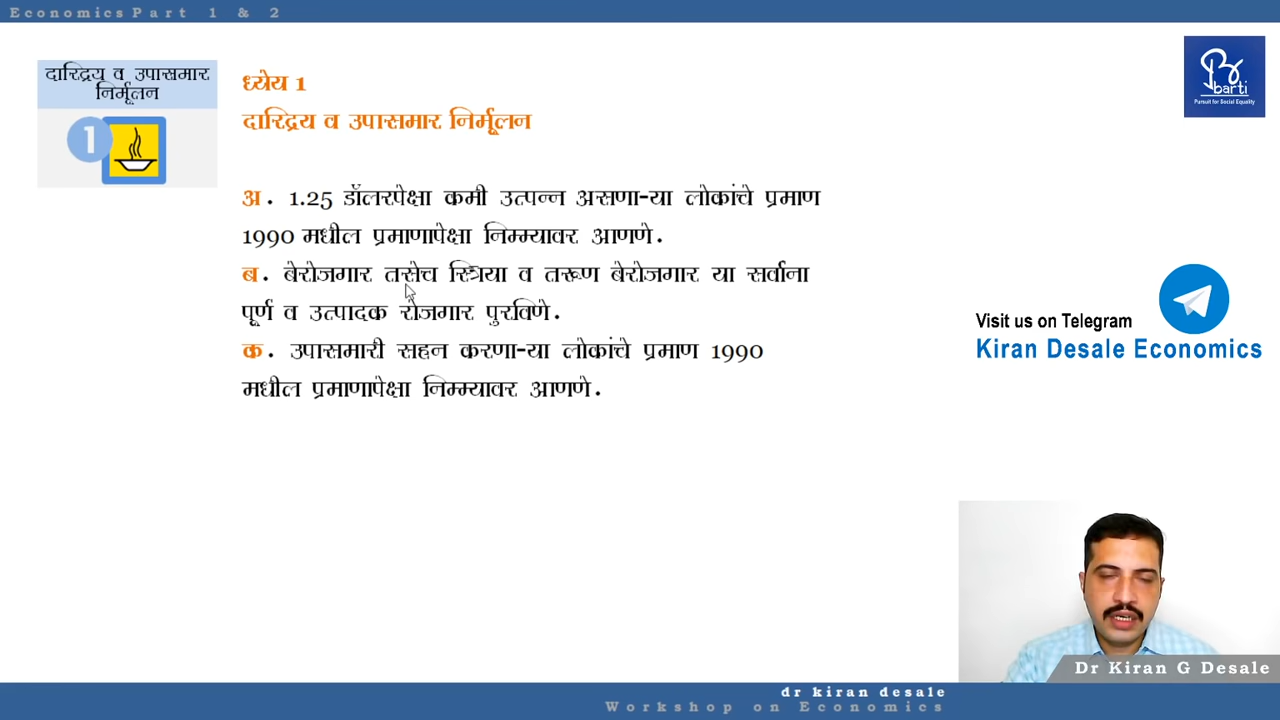 Economics Part 1 & 2
दारिद्र्य व उपासमार
निर्मूलन
1
ध्येय 1
दारिद्र्य व उपासमार निर्मूलन
अ. 1.25 डॉलरपेक्षा कमी उत्पन्न असणा-या लोकांचे प्रमाण
1990 मधील प्रमाणापेक्षा निम्म्यावर आणणे.
ब. बेरोजगार तसेच स्त्रिया व तरूण बेरोजगार या सर्वाना
पूर्ण व उत्पादक रोजगार पुरविणे.
क. उपासमारी सहन करणा-या लोकांचे प्रमाण 1990
मधील प्रमाणापेक्षा निम्म्यावर आणणे.
barti
Pursuit for Social Equality
Visit us on Telegram
Kiran Desale Economics
Dr Kiran G Desale
dr kiran desale
Workshop on Economics